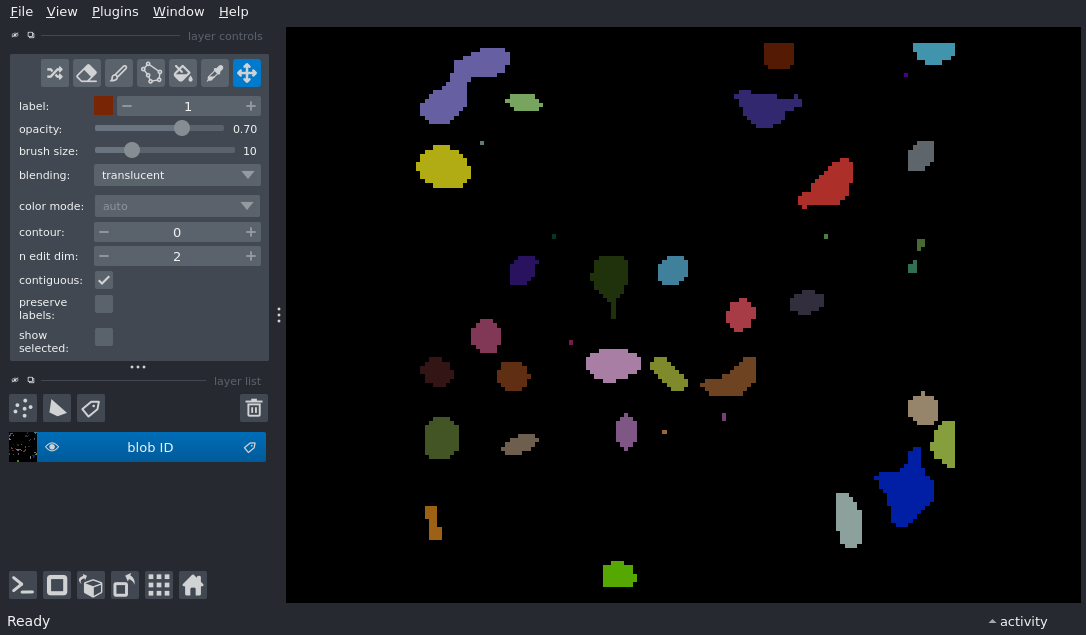 File View Plugins Window Help
layer controls
label: 1
opacity: 0.70
brush size: 10
blending: translucent
color mode: auto
contour: 0
n edit dim: 2
contiguous:
preserve
labels:
show
selected:
layer list
blob ID
Ready
activity